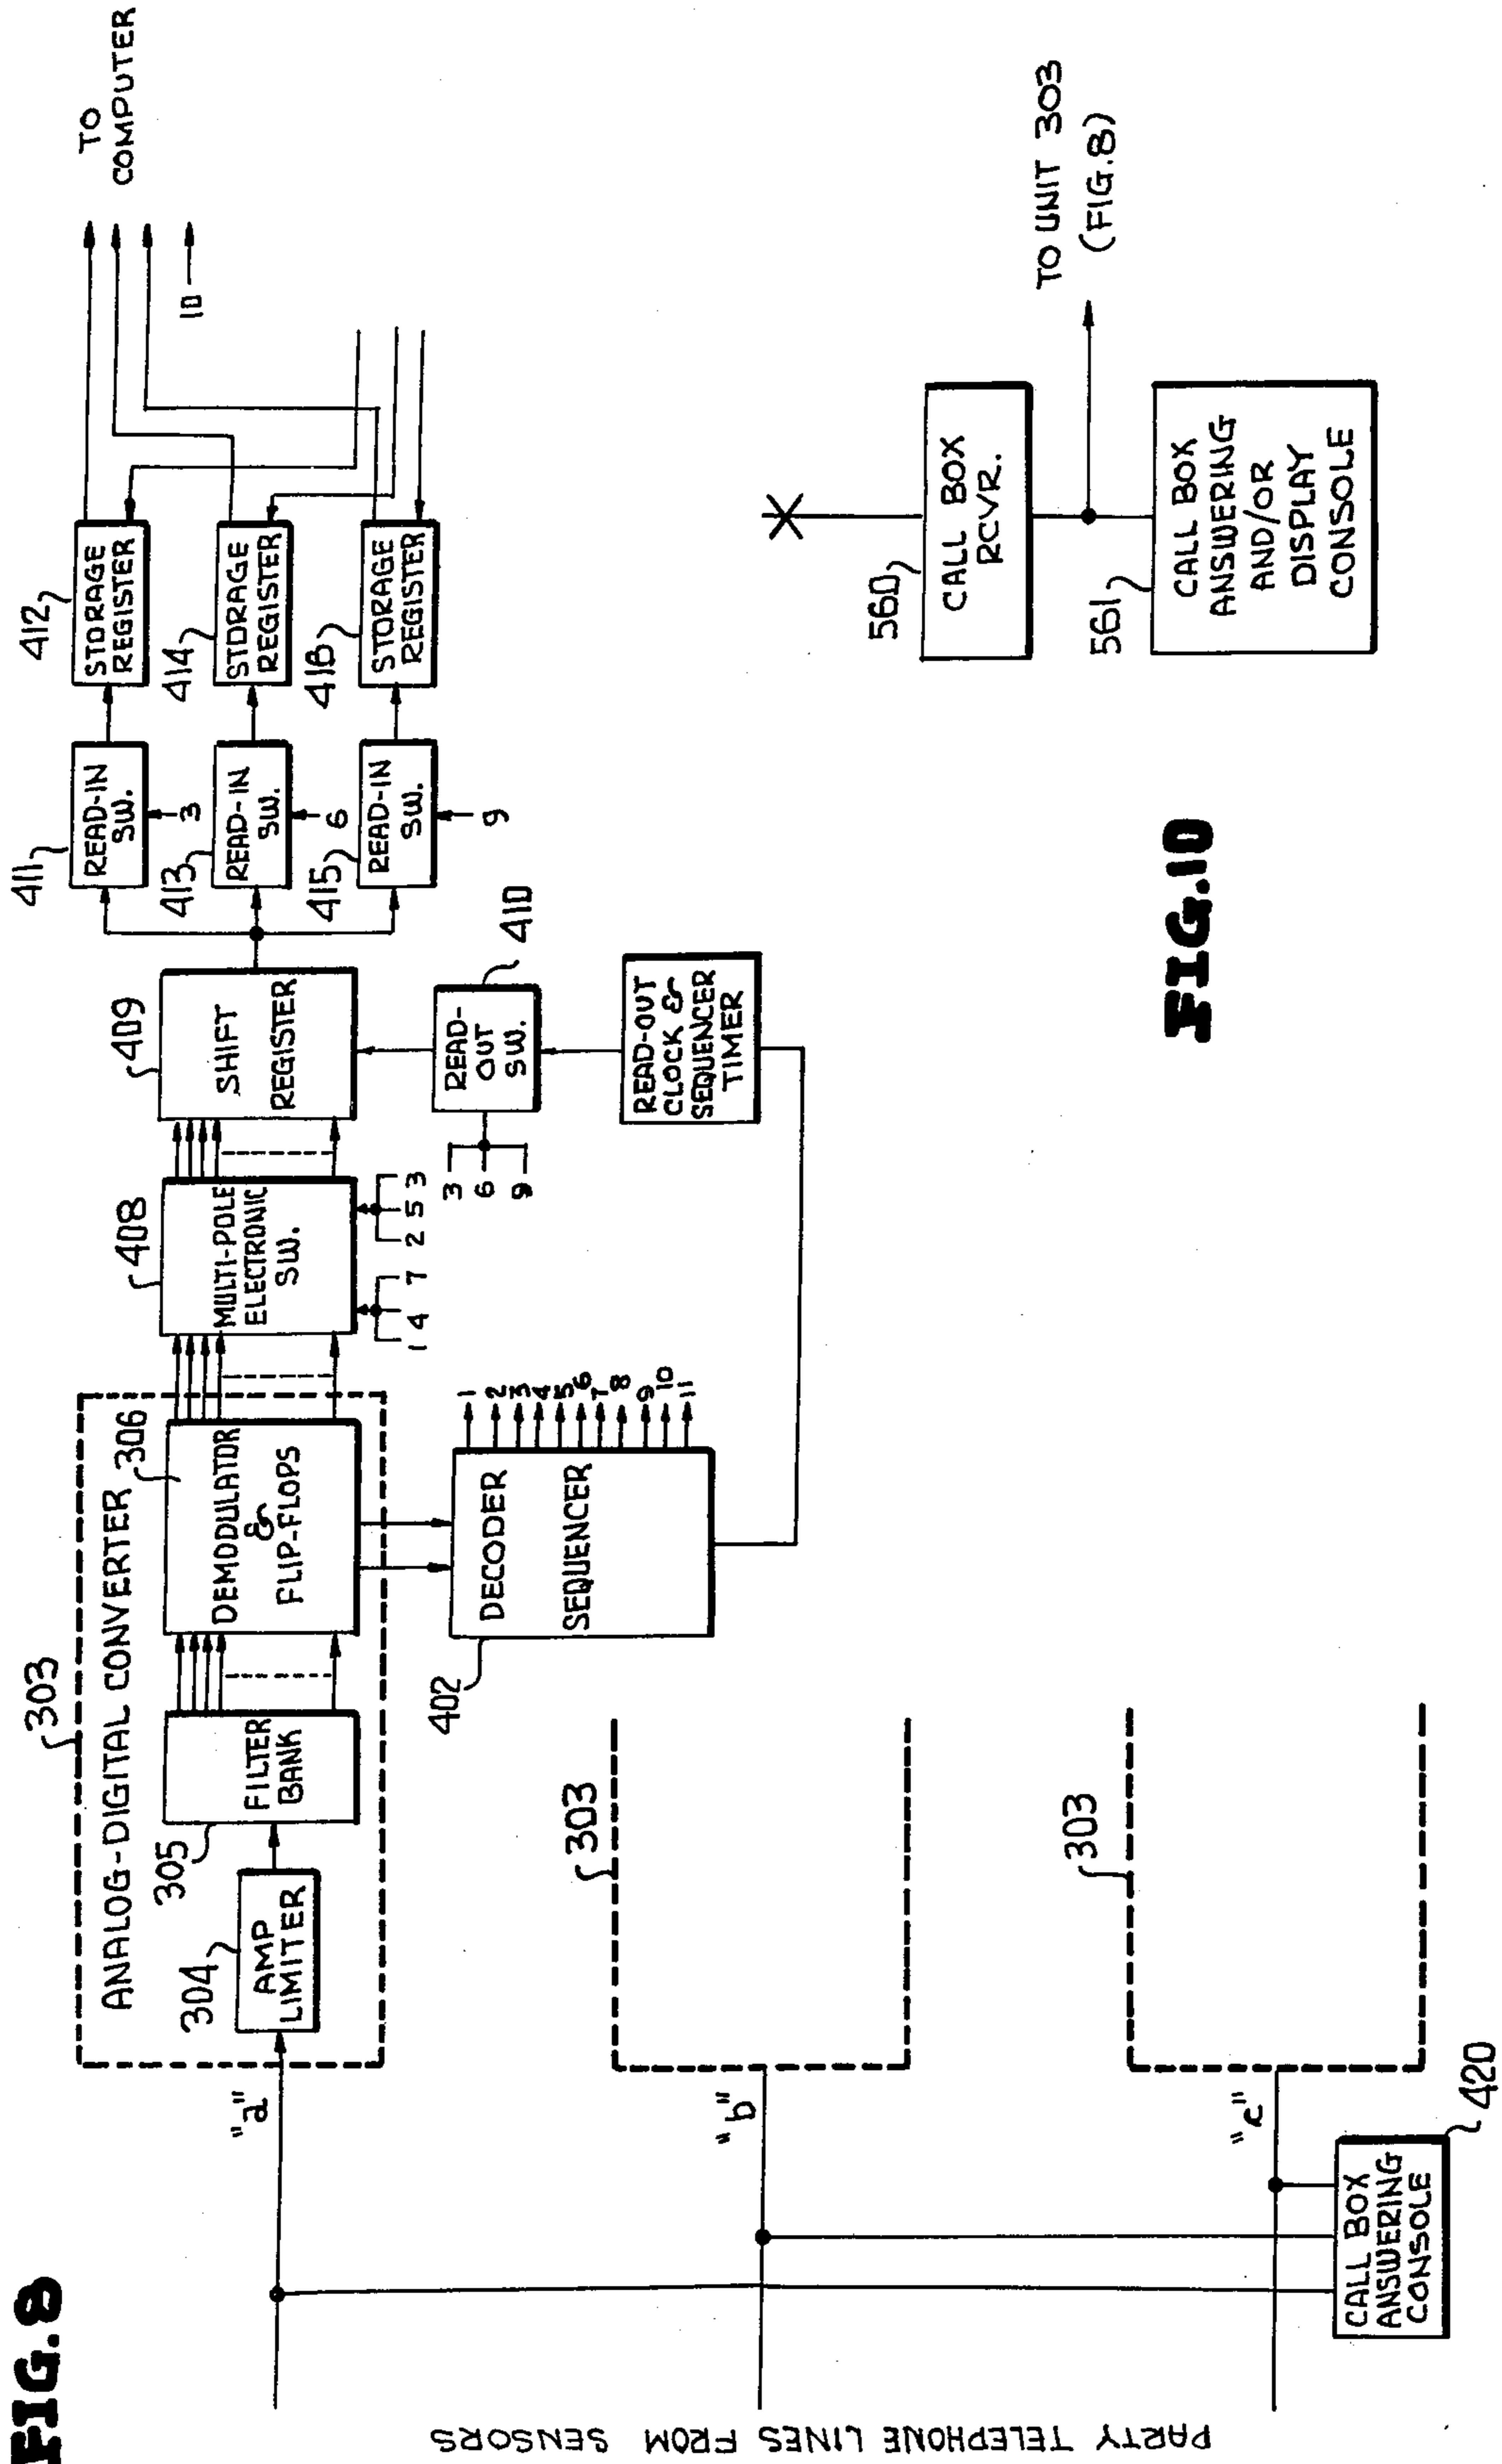 FIG.8
PARTY TELEPHONE LINES FROM SENSORS
"a"
"b"
"c"
CALL BOX
ANSWERING
CONSOLE
420
303
ANALOG-DIGITAL CONVERTER
304
AMP
LIMITER
305
FILTER
BANK
306
DEMODULATOR
&
FLIP-FLOPS
303
303
402
DECODER
SEQUENCER
1
2
3
4
5
6
7
8
9
10
11
408
MULTI-POLE
ELECTRONIC
SW.
1 4 7
2 5 3
409
SHIFT
REGISTER
410
READ-
OUT
SW.
3
6
9
READ-OUT
CLOCK &
SEQUENCER
TIMER
411
READ-IN
SW.
3
413
READ-IN
SW.
6
415
READ-IN
SW.
9
412
STORAGE
REGISTER
414
STORAGE
REGISTER
416
STORAGE
REGISTER
10
TO
COMPUTER
FIG.10
560
CALL BOX
RCVR.
561
CALL BOX
ANSWERING
AND/OR
DISPLAY
CONSOLE
TO UNIT 303
(FIG.8)